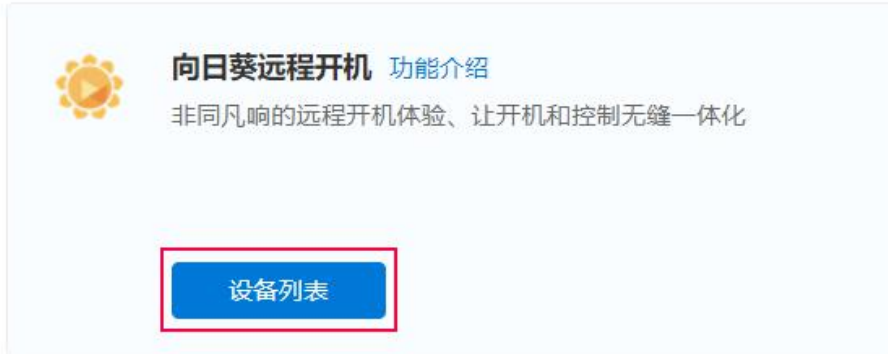 向日葵远程开机 功能介绍
非同凡响的远程开机体验、让开机和控制无缝一体化
设备列表